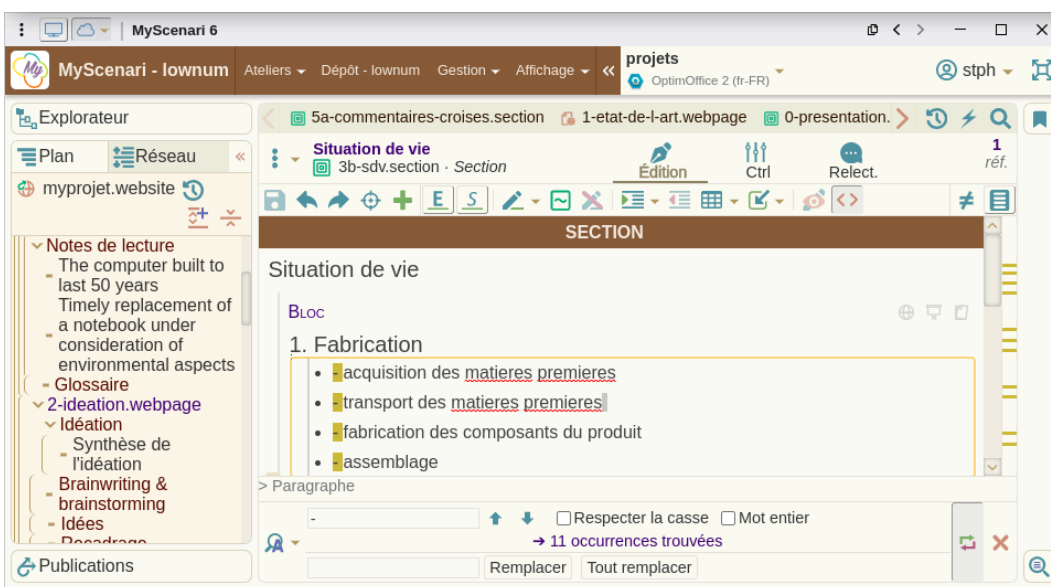 MyScenari 6
MyScenari - lownum
Ateliers
Dépôt - lownum
Gestion
Affichage
projets
OptimOffice 2 (fr-FR)
stph
Explorateur
Plan
Réseau
myprojet.website
Notes de lecture
The computer built to
last 50 years
Timely replacement of
a notebook under
consideration of
environmental aspects
Glossaire
2-ideation.webpage
Idéation
Synthèse de
l'idéation
Brainwriting &
brainstorming
Idées
Recadrage
Publications
5a-commentaires-croises.section
1-etat-de-l-art.webpage
0-presentation.
Situation de vie
3b-sdv.section · Section
Édition
Ctrl
Relect.
1
réf.
E
S
SECTION
Situation de vie
Bloc
1. Fabrication
• - acquisition des matieres premieres
• - transport des matieres premieres
• - fabrication des composants du produit
• - assemblage
> Paragraphe
-
Respecter la casse
Mot entier
➔ 11 occurrences trouvées
Remplacer
Tout remplacer